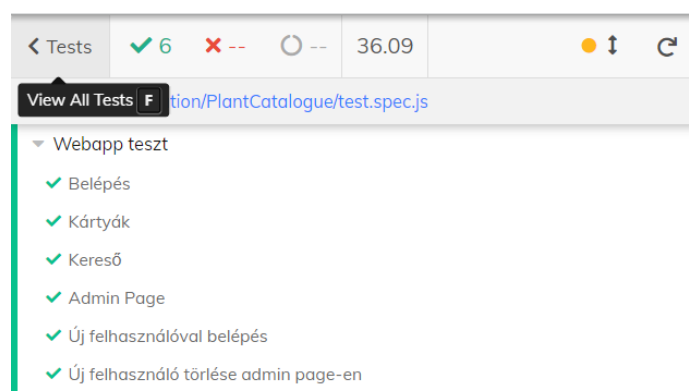 Tests 6 -- -- 36.09
View All Tests F tion/PlantCatalogue/test.spec.js
Webapp teszt
Belépés
Kártyák
Kereső
Admin Page
Új felhasználóval belépés
Új felhasználó törlése admin page-en